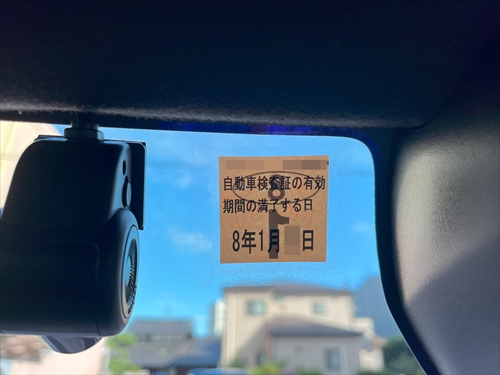 自動車検査証の有効
期間の満了する日
8年1月 日